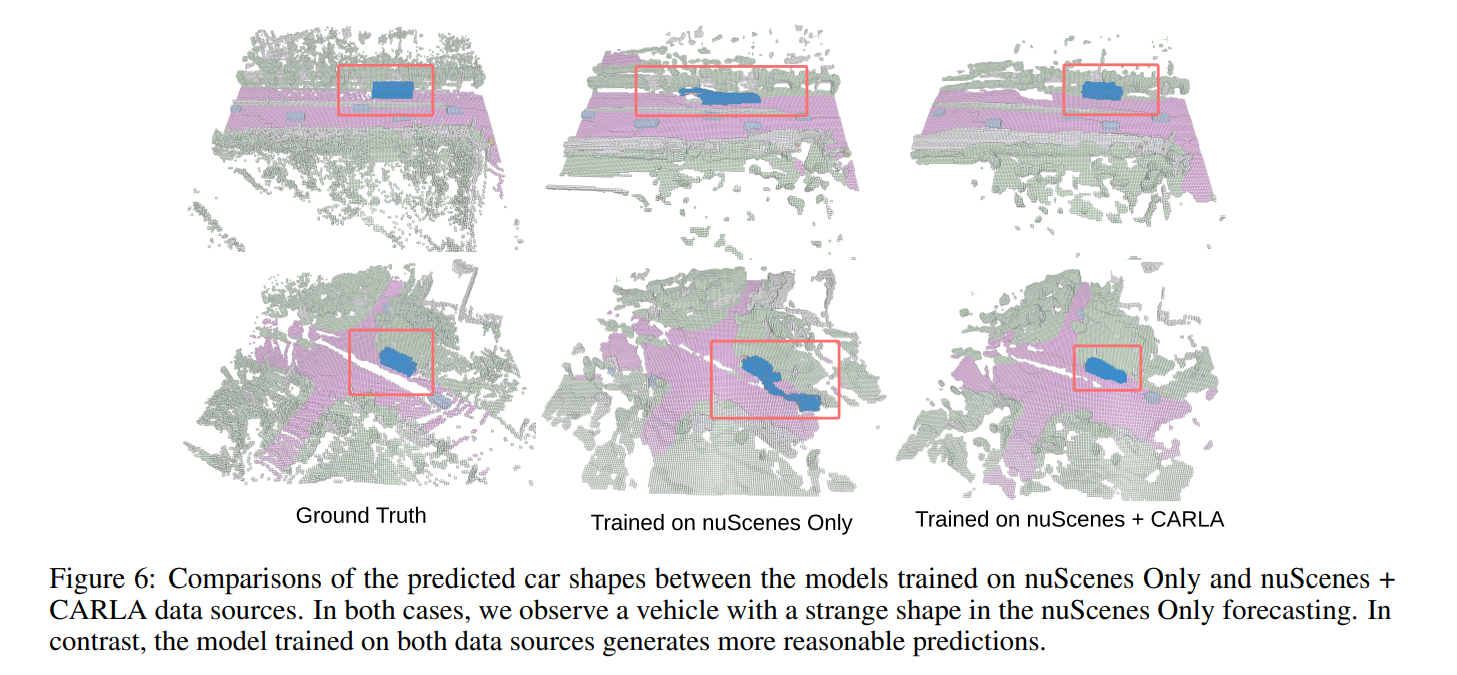 Ground Truth
Trained on nuScenes Only
Trained on nuScenes + CARLA
Figure 6: Comparisons of the predicted car shapes between the models trained on nuScenes Only and nuScenes +
CARLA data sources. In both cases, we observe a vehicle with a strange shape in the nuScenes Only forecasting. In
contrast, the model trained on both data sources generates more reasonable predictions.